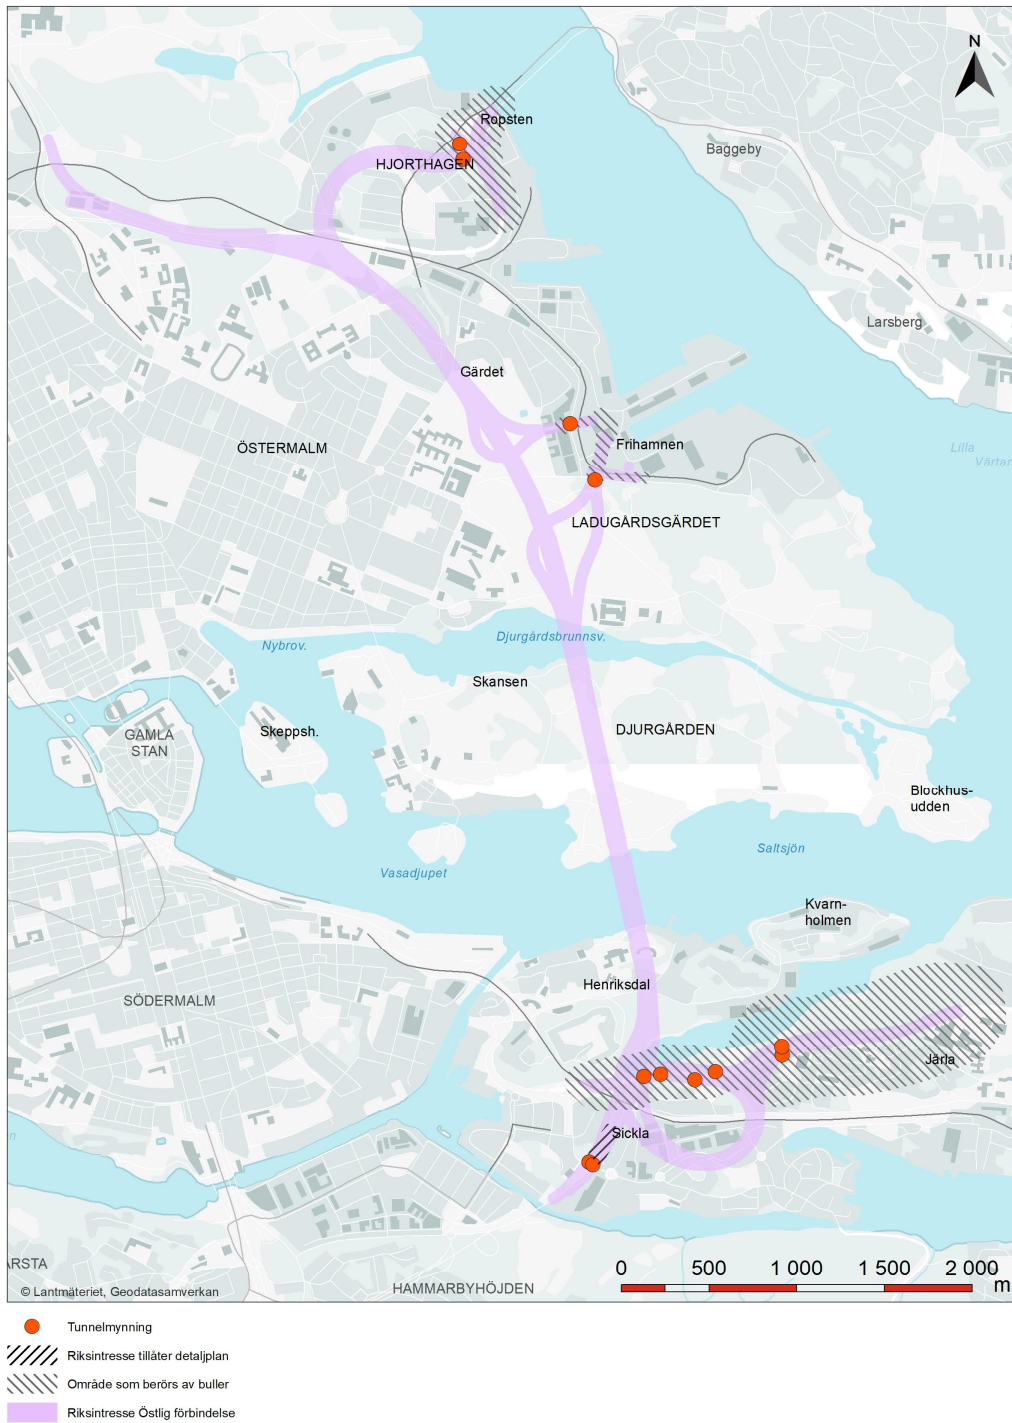 N
Ropsten
Baggeby
HJORTHAGEN
Larsberg
Gärdet
ÖSTERMALM
Frihamnen
Lilla
Värtan
LADUGÅRDSGÄRDET
Nybrov.
Djurgårdsbrunnsv.
Skansen
DJURGÅRDEN
Skeppsh.
GAMLA
STAN
Blockhus-
udden
Saltsjön
Vasadjupet
Kvarn-
holmen
Henriksdal
SÖDERMALM
Järla
Sickla
ARSTA
HAMMARBYHÖJDEN
0 500 1 000 1 500 2 000
m
© Lantmäteriet, Geodatasamverkan
Tunnelmynning
Riksintresse tillåter detaljplan
Område som berörs av buller
Riksintresse Östlig förbindelse